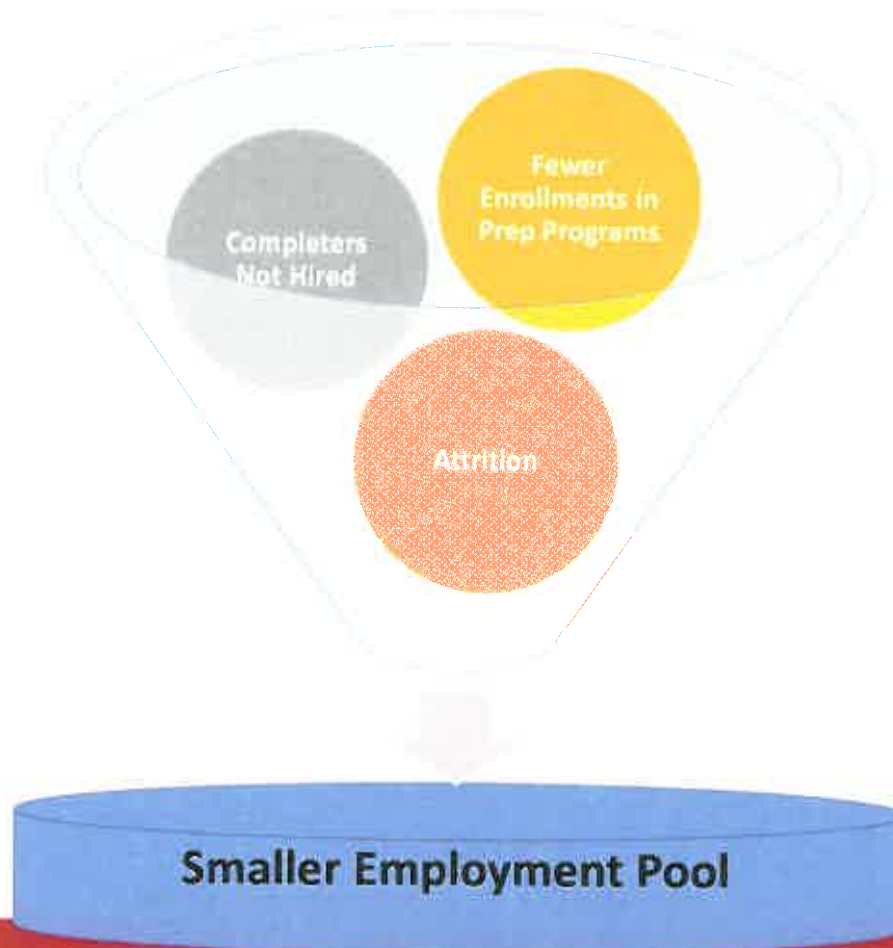 Fewer
Enrollments in
Prep Programs
Completers
Not Hired
Attrition
Smaller Employment Pool